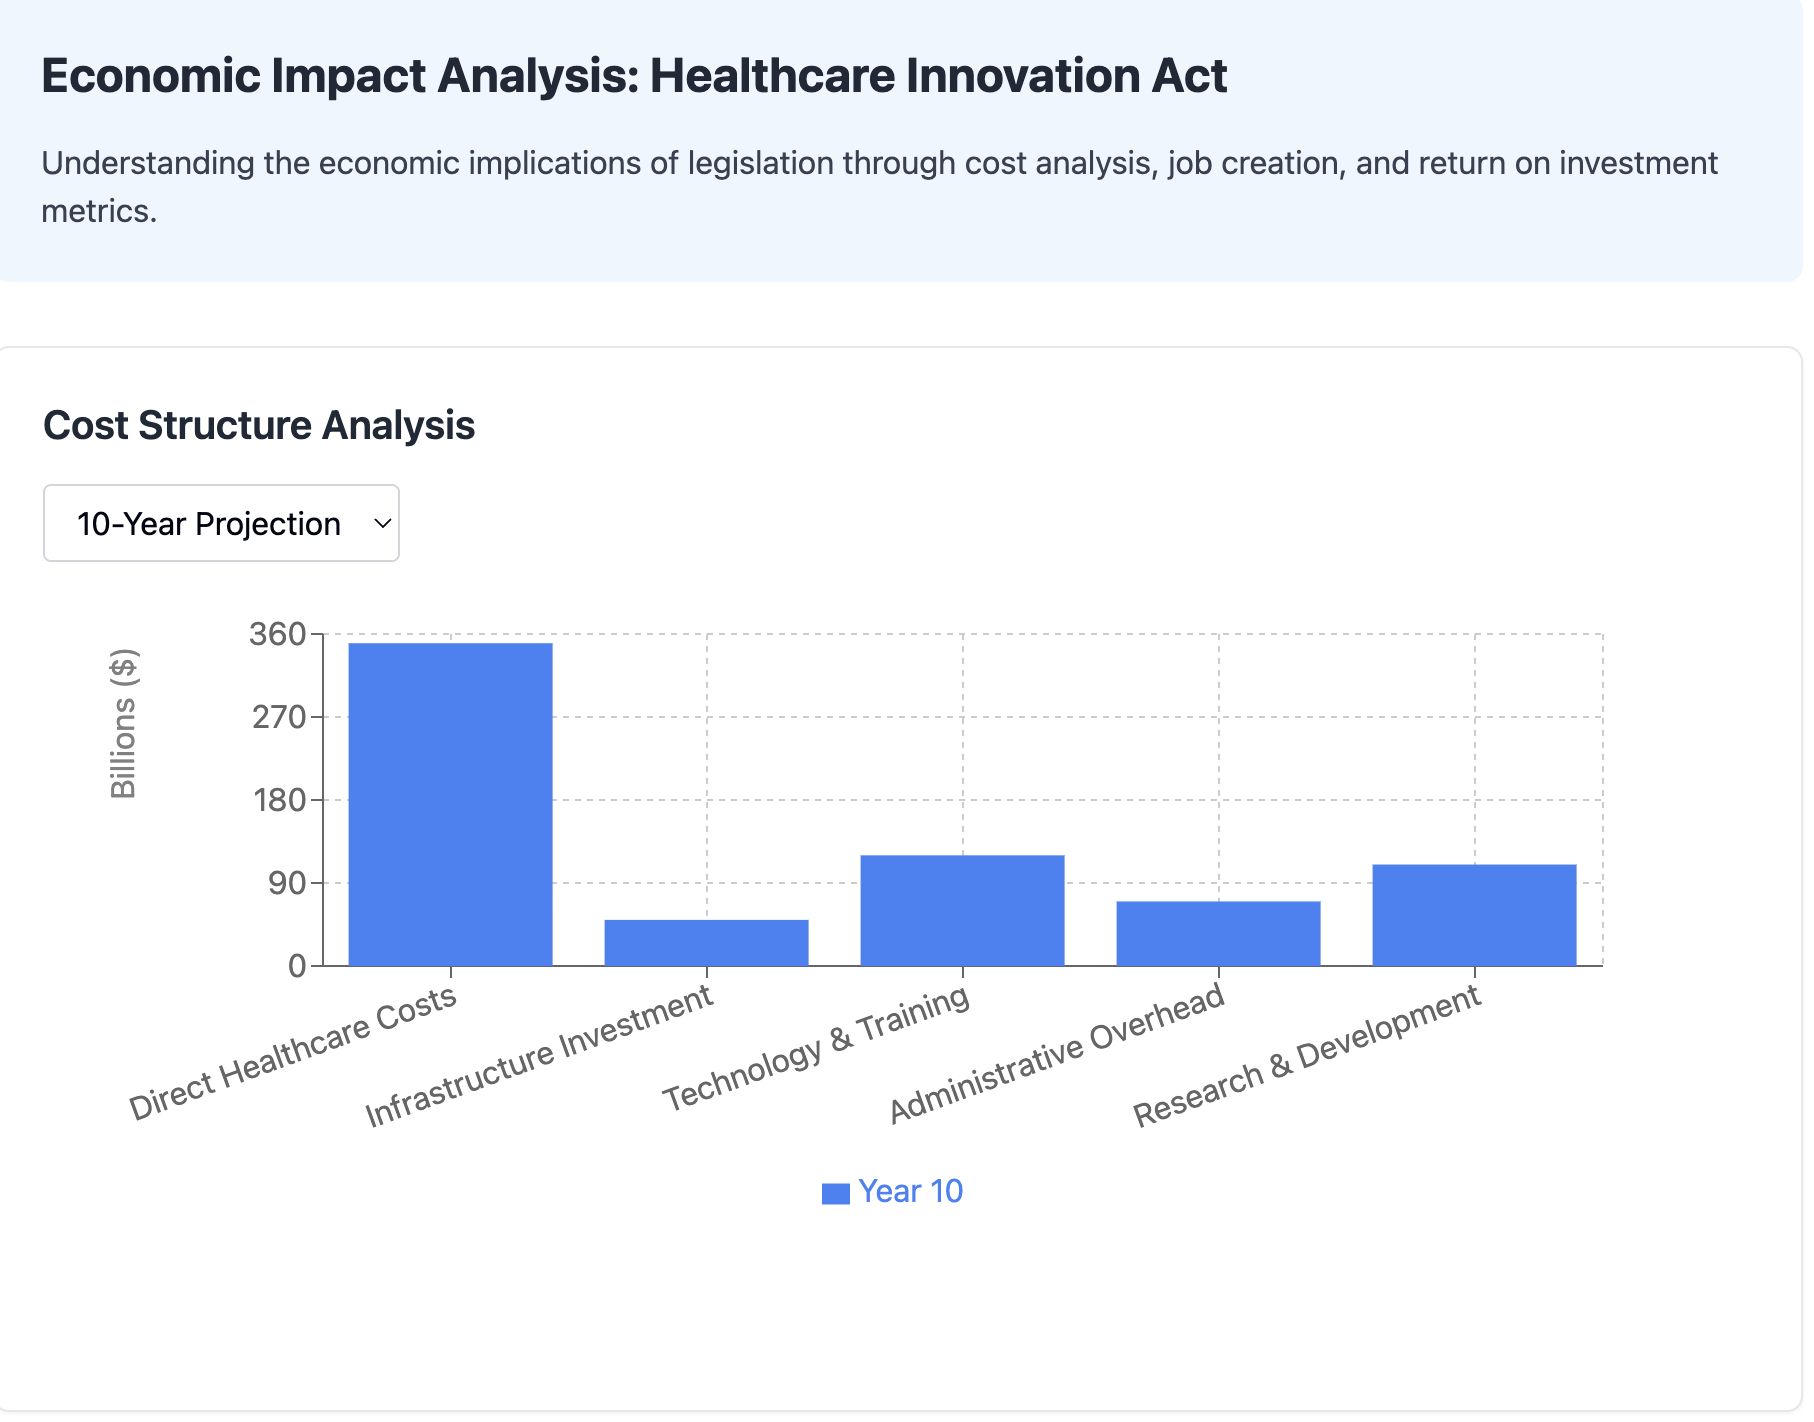 Economic Impact Analysis: Healthcare Innovation Act
Understanding the economic implications of legislation through cost analysis, job creation, and return on investment
metrics.
Cost Structure Analysis
10-Year Projection
Billions ($)
360
270
180
90
0
Direct Healthcare Costs
Infrastructure Investment
Technology & Training
Administrative Overhead
Research & Development
Year 10